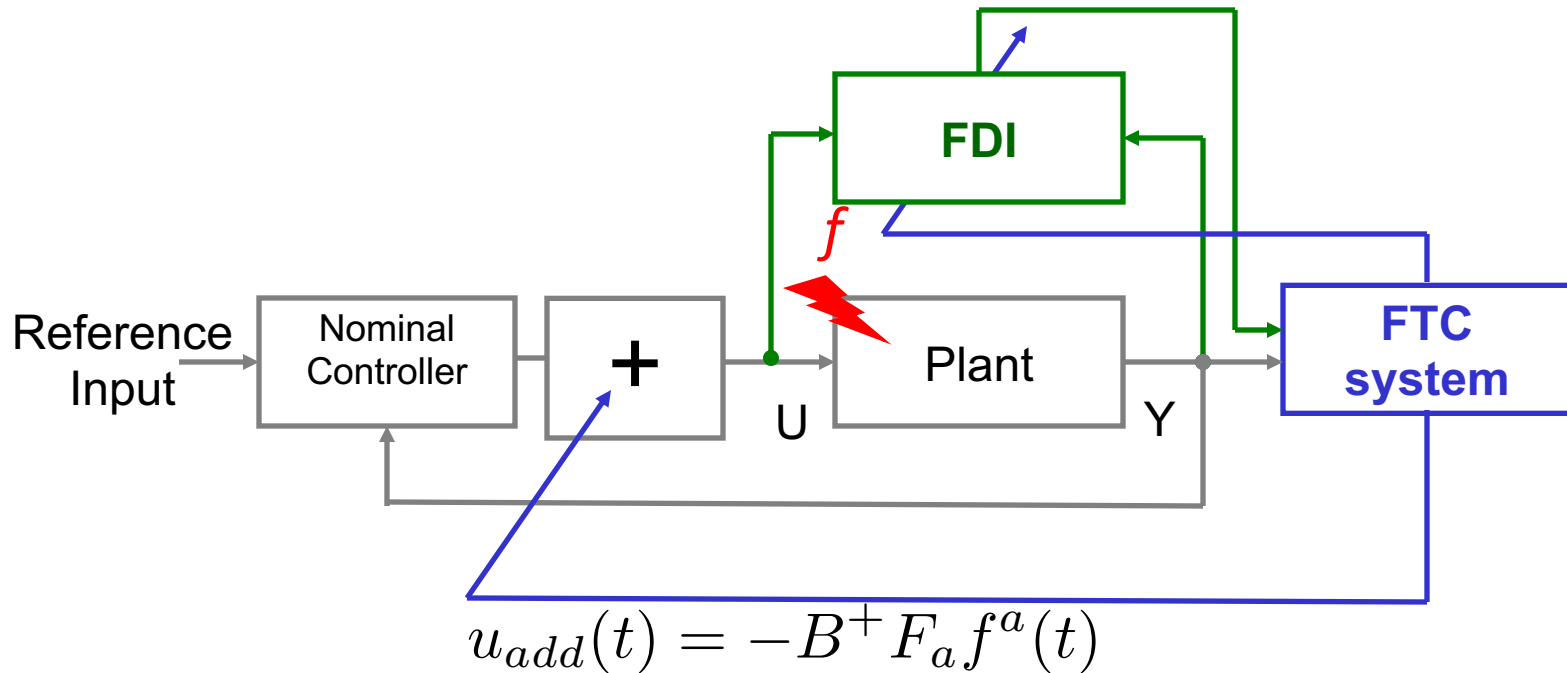 FDI
f
Reference
Input
Nominal
Controller
+
U
Plant
Y
FTC
system
u_{add}(t) = -B^{+}F_{a}f^{a}(t)